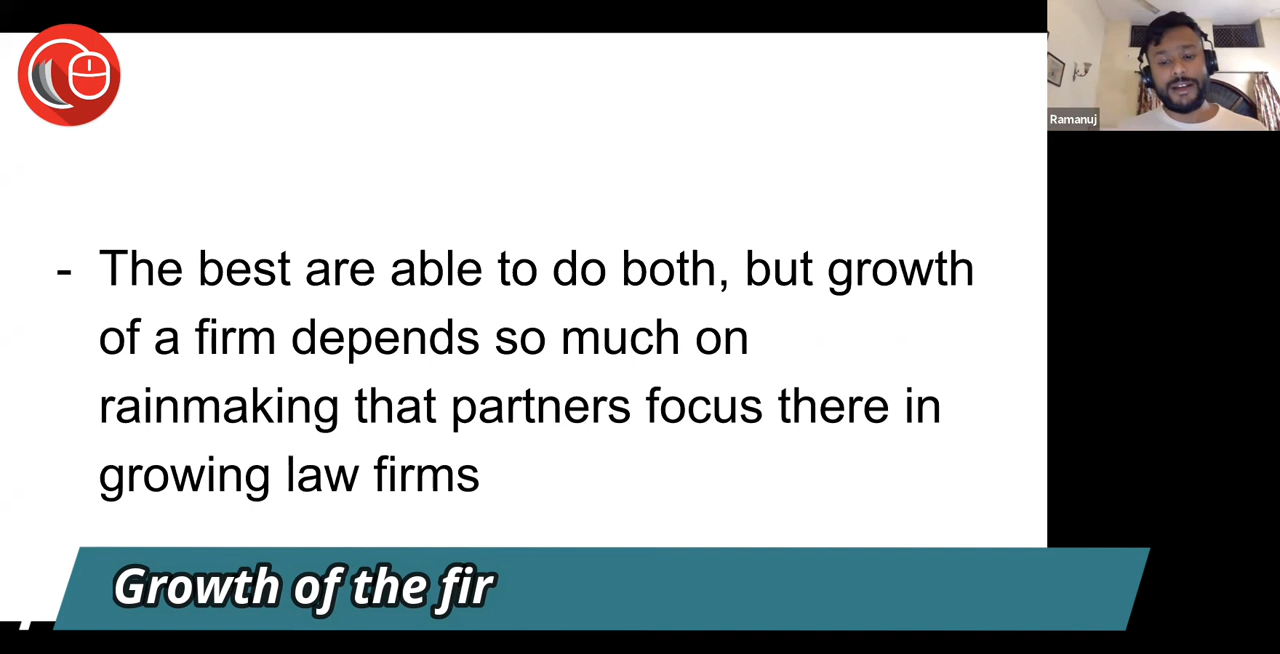 Ramanuj
- The best are able to do both, but growth
of a firm depends so much on
rainmaking that partners focus there in
growing law firms
Growth of the fir